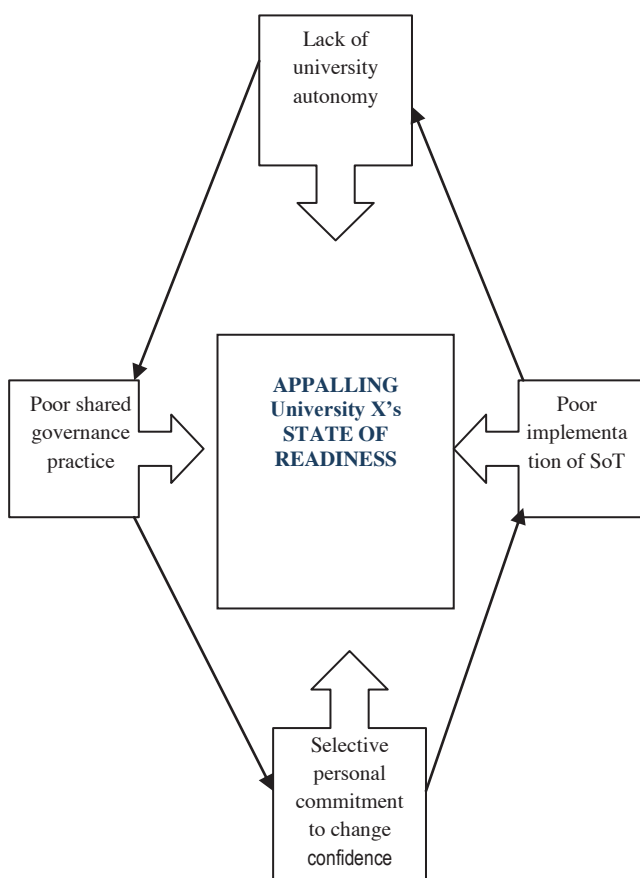 Lack of
university
autonomy
APPALLING
University X's
STATE OF
READINESS
Poor shared
governance
practice
Poor
implementa
tion of SoT
Selective
personal
commitment
to change
confidence